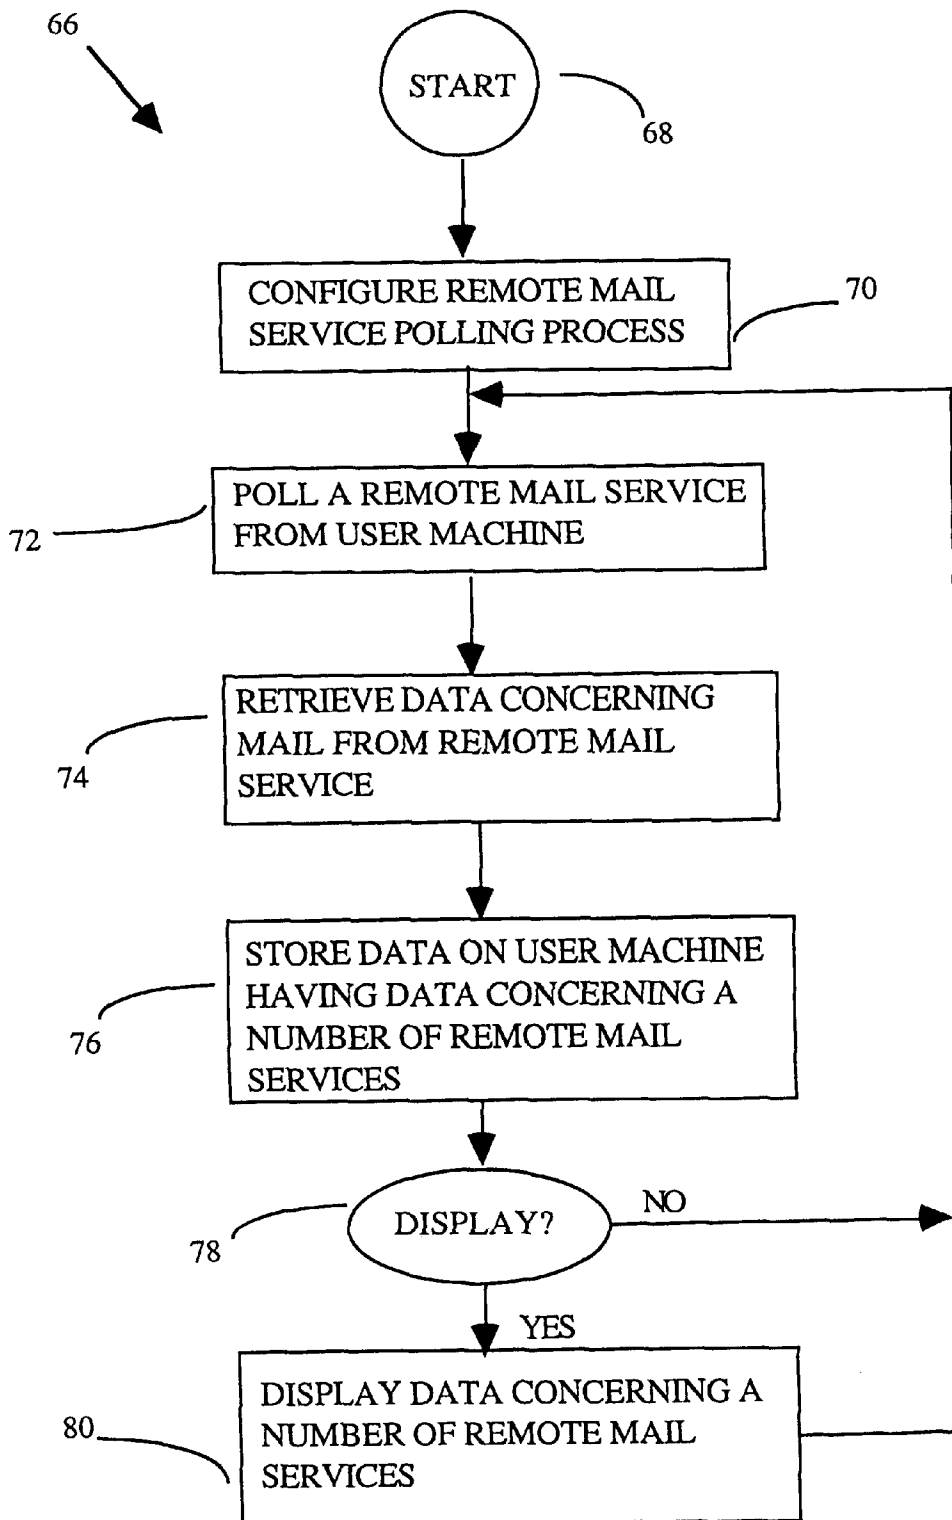 66
START
68
CONFIGURE REMOTE MAIL
SERVICE POLLING PROCESS
70
POLL A REMOTE MAIL SERVICE
FROM USER MACHINE
72
RETRIEVE DATA CONCERNING
MAIL FROM REMOTE MAIL
SERVICE
74
STORE DATA ON USER MACHINE
HAVING DATA CONCERNING A
NUMBER OF REMOTE MAIL
SERVICES
76
DISPLAY?
NO
78
YES
DISPLAY DATA CONCERNING A
NUMBER OF REMOTE MAIL
SERVICES
80